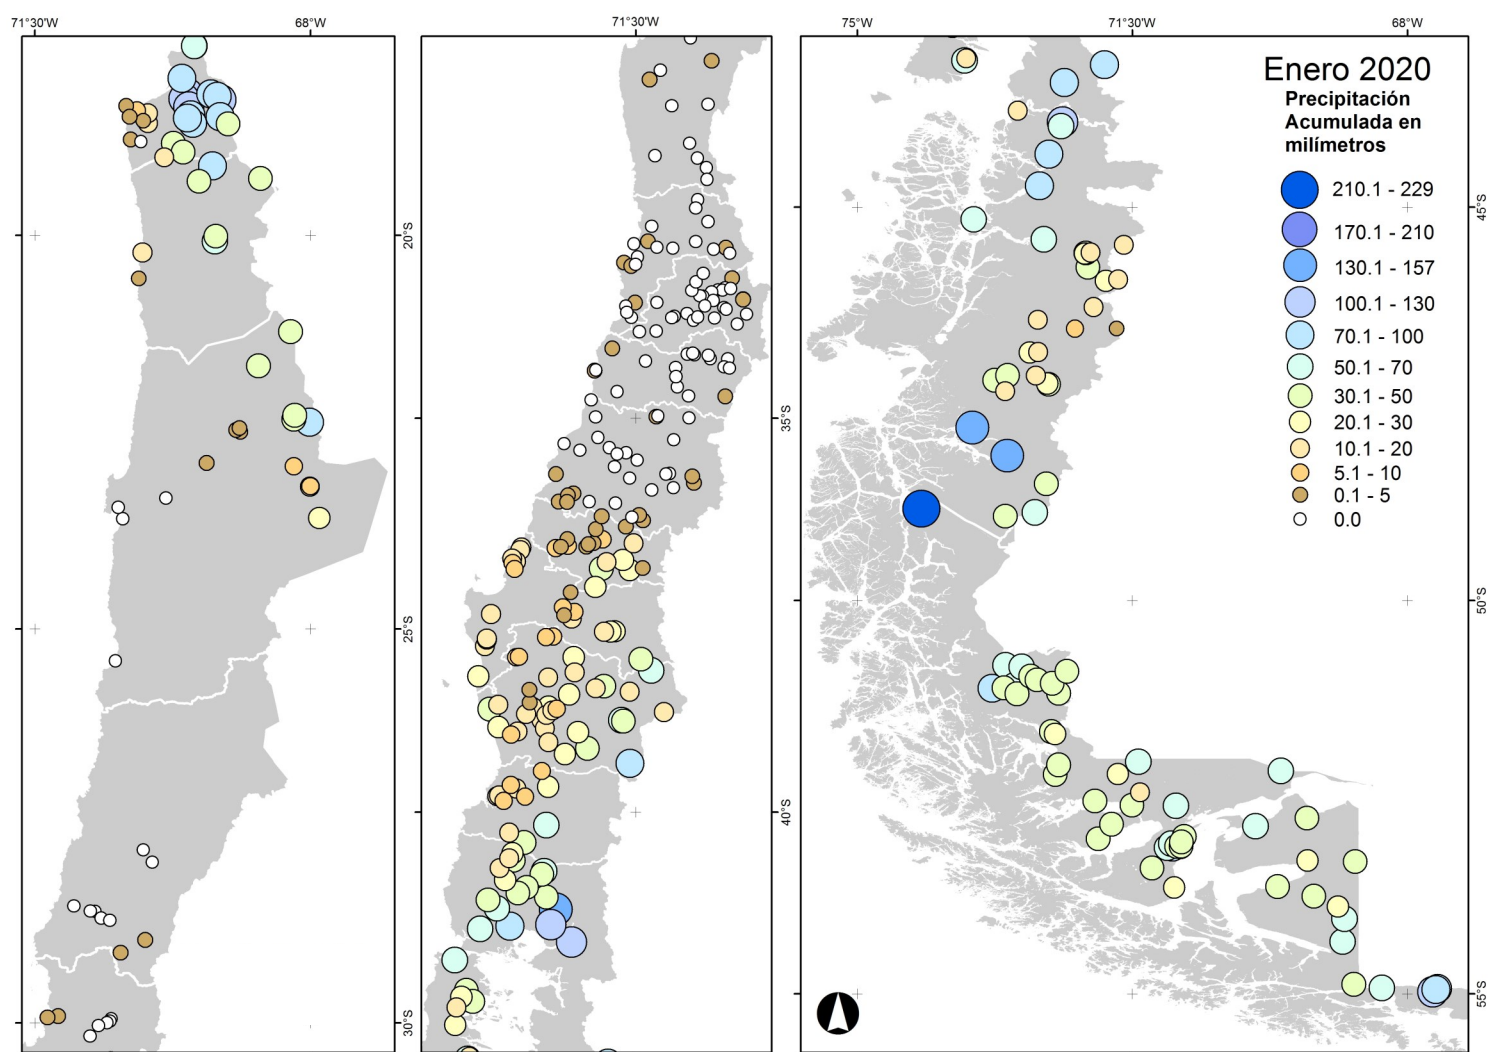 71°30'W
68°W
71°30'W
75°W
71°30'W
68°W
20°S
25°S
30°S
35°S
40°S
45°S
50°S
55°S
Enero 2020
Precipitación
Acumulada en
milímetros
210.1 - 229
170.1 - 210
130.1 - 157
100.1 - 130
70.1 - 100
50.1 - 70
30.1 - 50
20.1 - 30
10.1 - 20
5.1 - 10
0.1 - 5
0.0